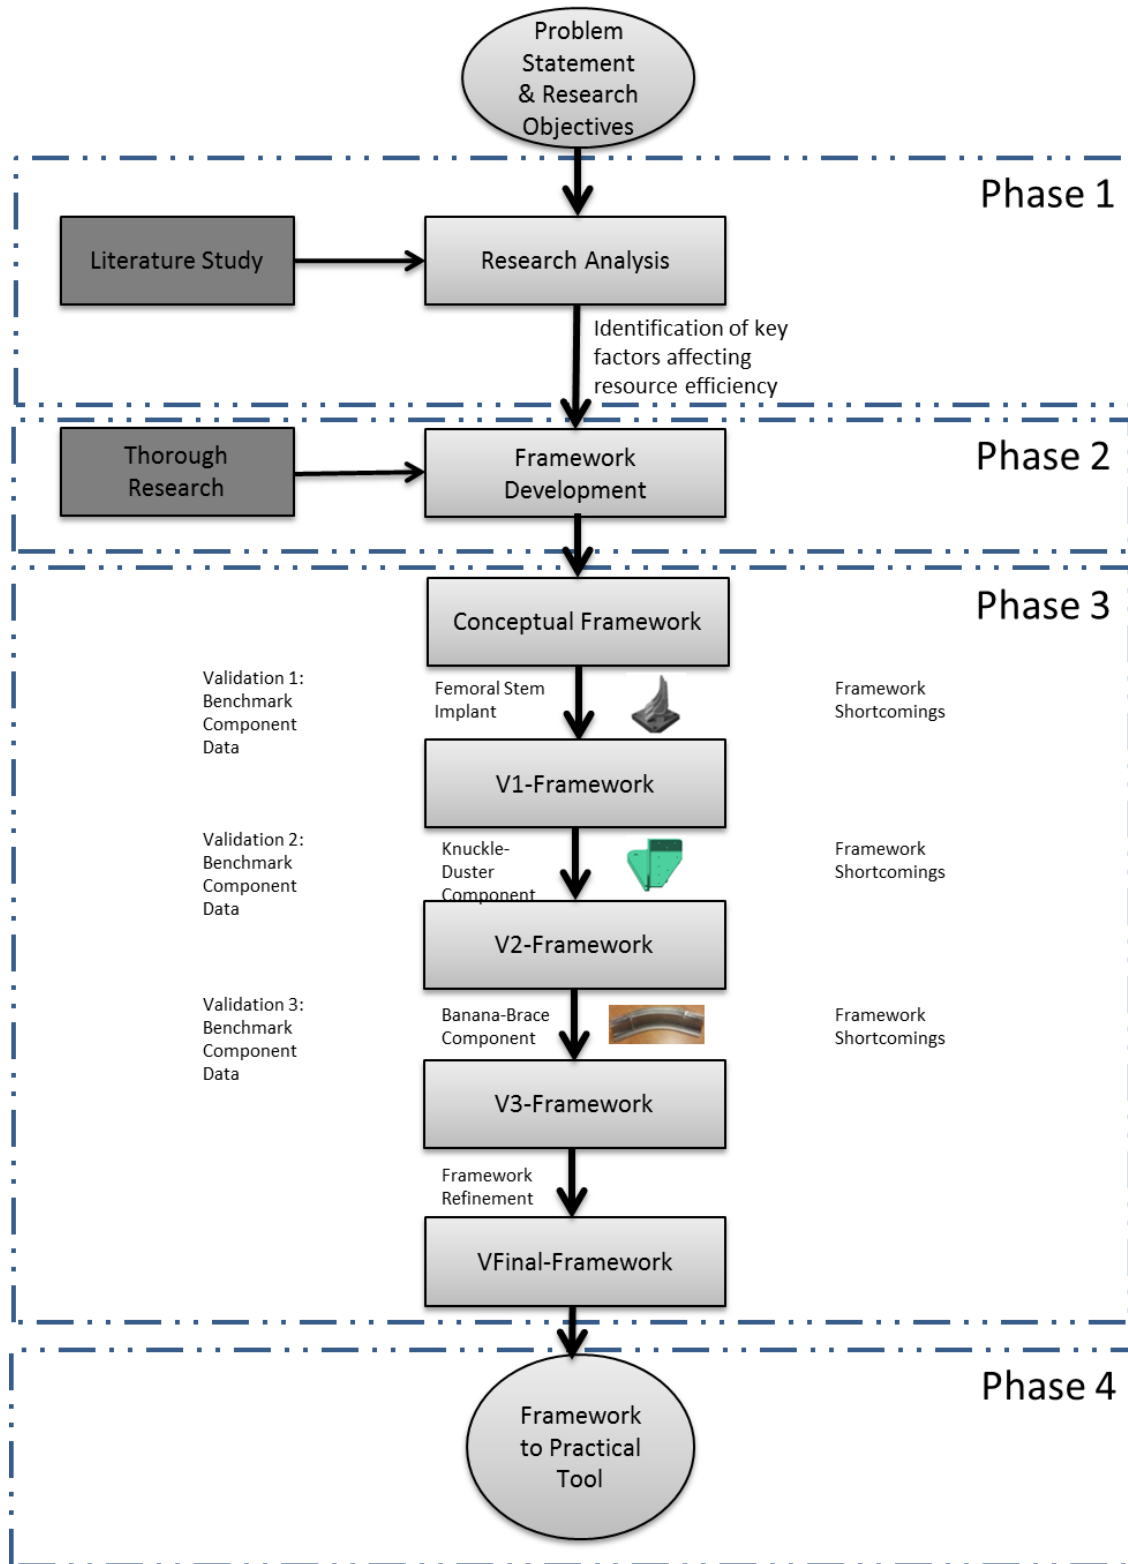 Problem
Statement
& Research
Objectives
Phase 1
Literature Study
Research Analysis
Identification of key
factors affecting
resource efficiency
Phase 2
Thorough
Research
Framework
Development
Phase 3
Conceptual Framework
Validation 1:
Benchmark
Component
Data
Femoral Stem
Implant
Framework
Shortcomings
V1-Framework
Validation 2:
Benchmark
Component
Data
Knuckle-
Duster
Component
Framework
Shortcomings
V2-Framework
Validation 3:
Benchmark
Component
Data
Banana-Brace
Component
Framework
Shortcomings
V3-Framework
Framework
Refinement
VFinal-Framework
Phase 4
Framework
to Practical
Tool